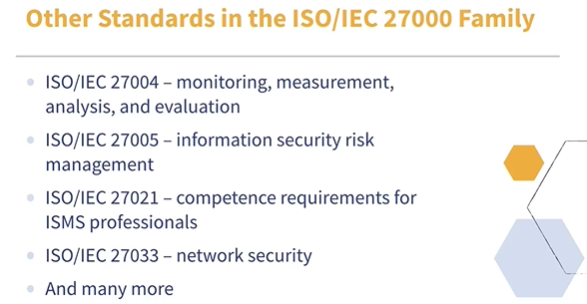 Other Standards in the ISO/IEC 27000 Family
ISO/IEC 27004 – monitoring, measurement,
analysis, and evaluation
ISO/IEC 27005 – information security risk
management
ISO/IEC 27021 – competence requirements for
ISMS professionals
ISO/IEC 27033 – network security
And many more